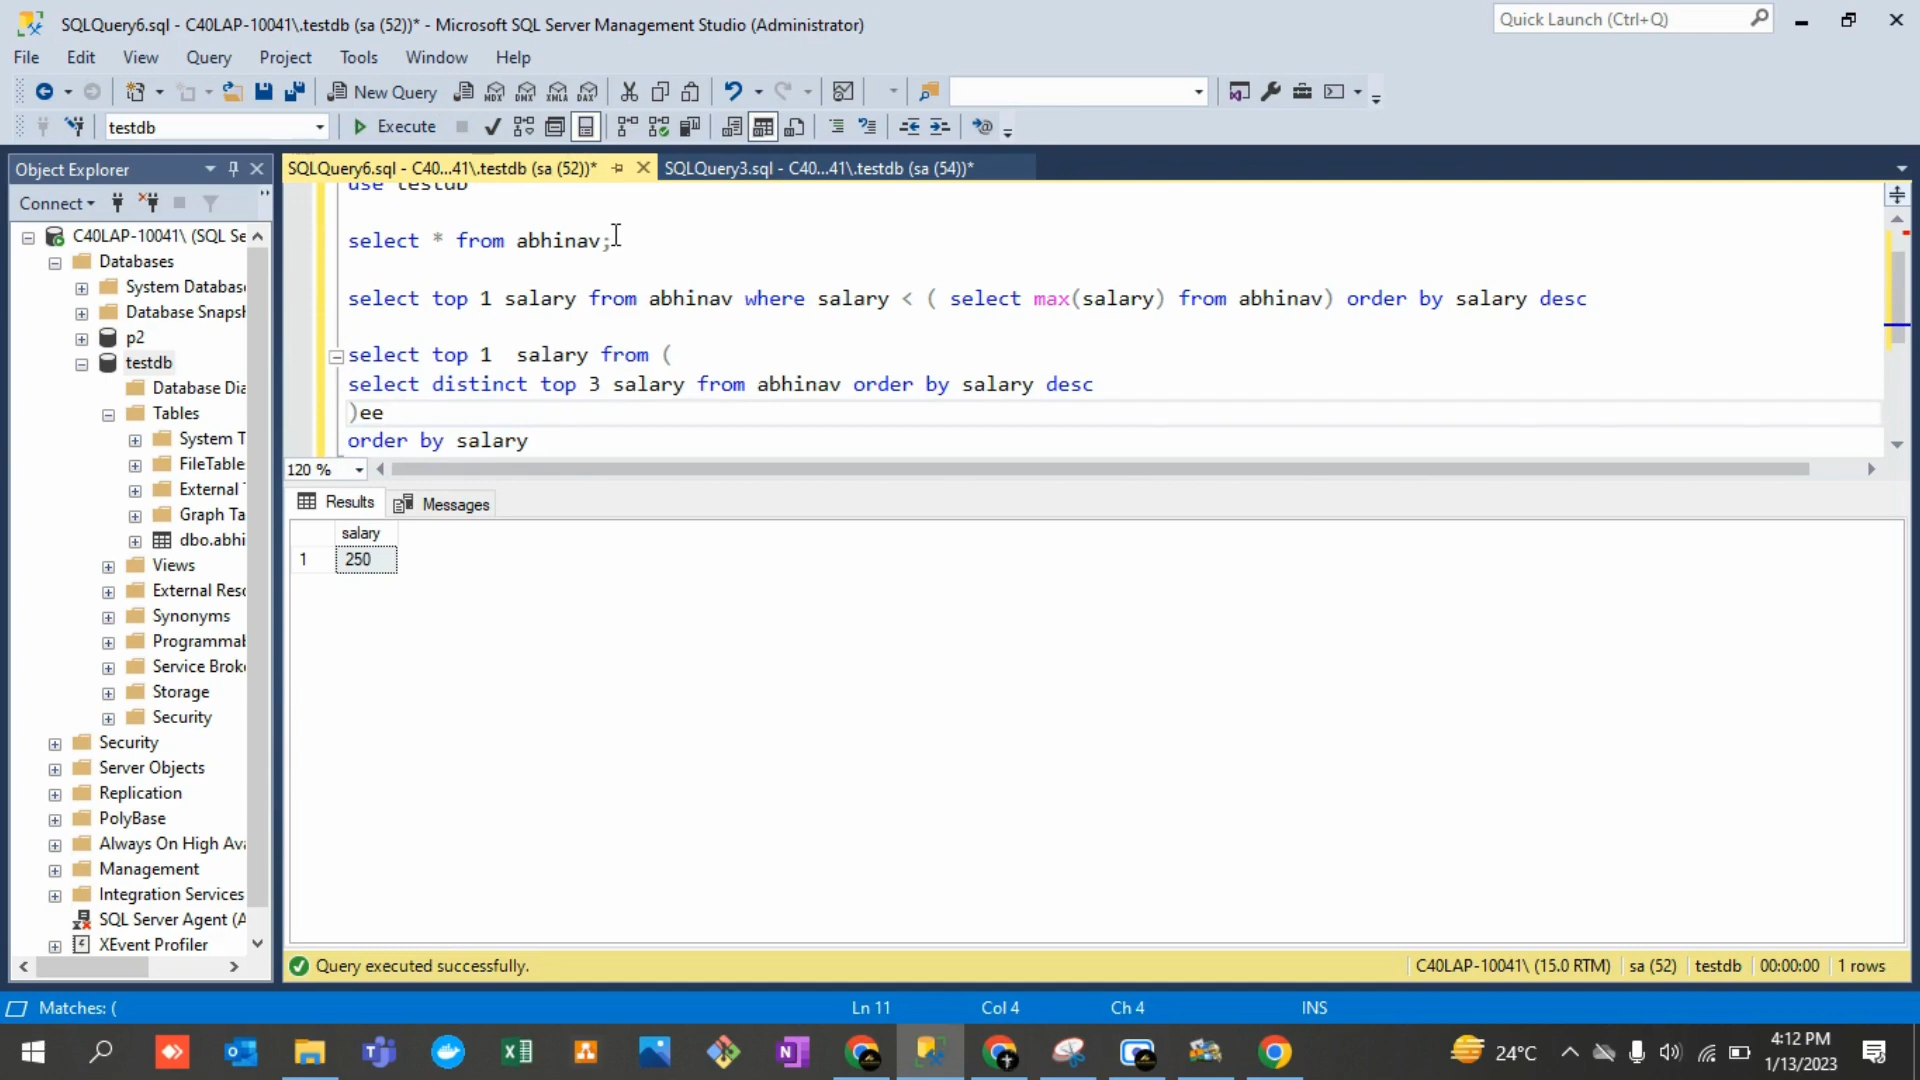 SQLQuery6.sql - C40LAP-10041\.testdb (sa (52))* - Microsoft SQL Server Management Studio (Administrator)
Quick Launch (Ctrl+Q)
File Edit View Query Project Tools Window Help
New Query
testdb
Execute
Object Explorer
SQLQuery6.sql - C40...41\.testdb (sa (52))*
SQLQuery3.sql - C40...41\.testdb (sa (54))*
Connect
C40LAP-10041\ (SQL Se
Databases
System Databas
Database Snapsh
p2
testdb
Database Dia
Tables
System T
FileTable
External
Graph Ta
dbo.abhi
Views
External Reso
Synonyms
Programmab
Service Broke
Storage
Security
Security
Server Objects
Replication
PolyBase
Always On High Ava
Management
Integration Services
SQL Server Agent (A
XEvent Profiler
use testdb
select * from abhinav;
select top 1 salary from abhinav where salary < ( select max(salary) from abhinav) order by salary desc
select top 1  salary from (
select distinct top 3 salary from abhinav order by salary desc
)ee
order by salary
120 %
Results
Messages
salary
1 250
Query executed successfully.
C40LAP-10041\ (15.0 RTM) sa (52) testdb 00:00:00 1 rows
Matches: (
Ln 11 Col 4 Ch 4 INS
24°C
4:12 PM
1/13/2023